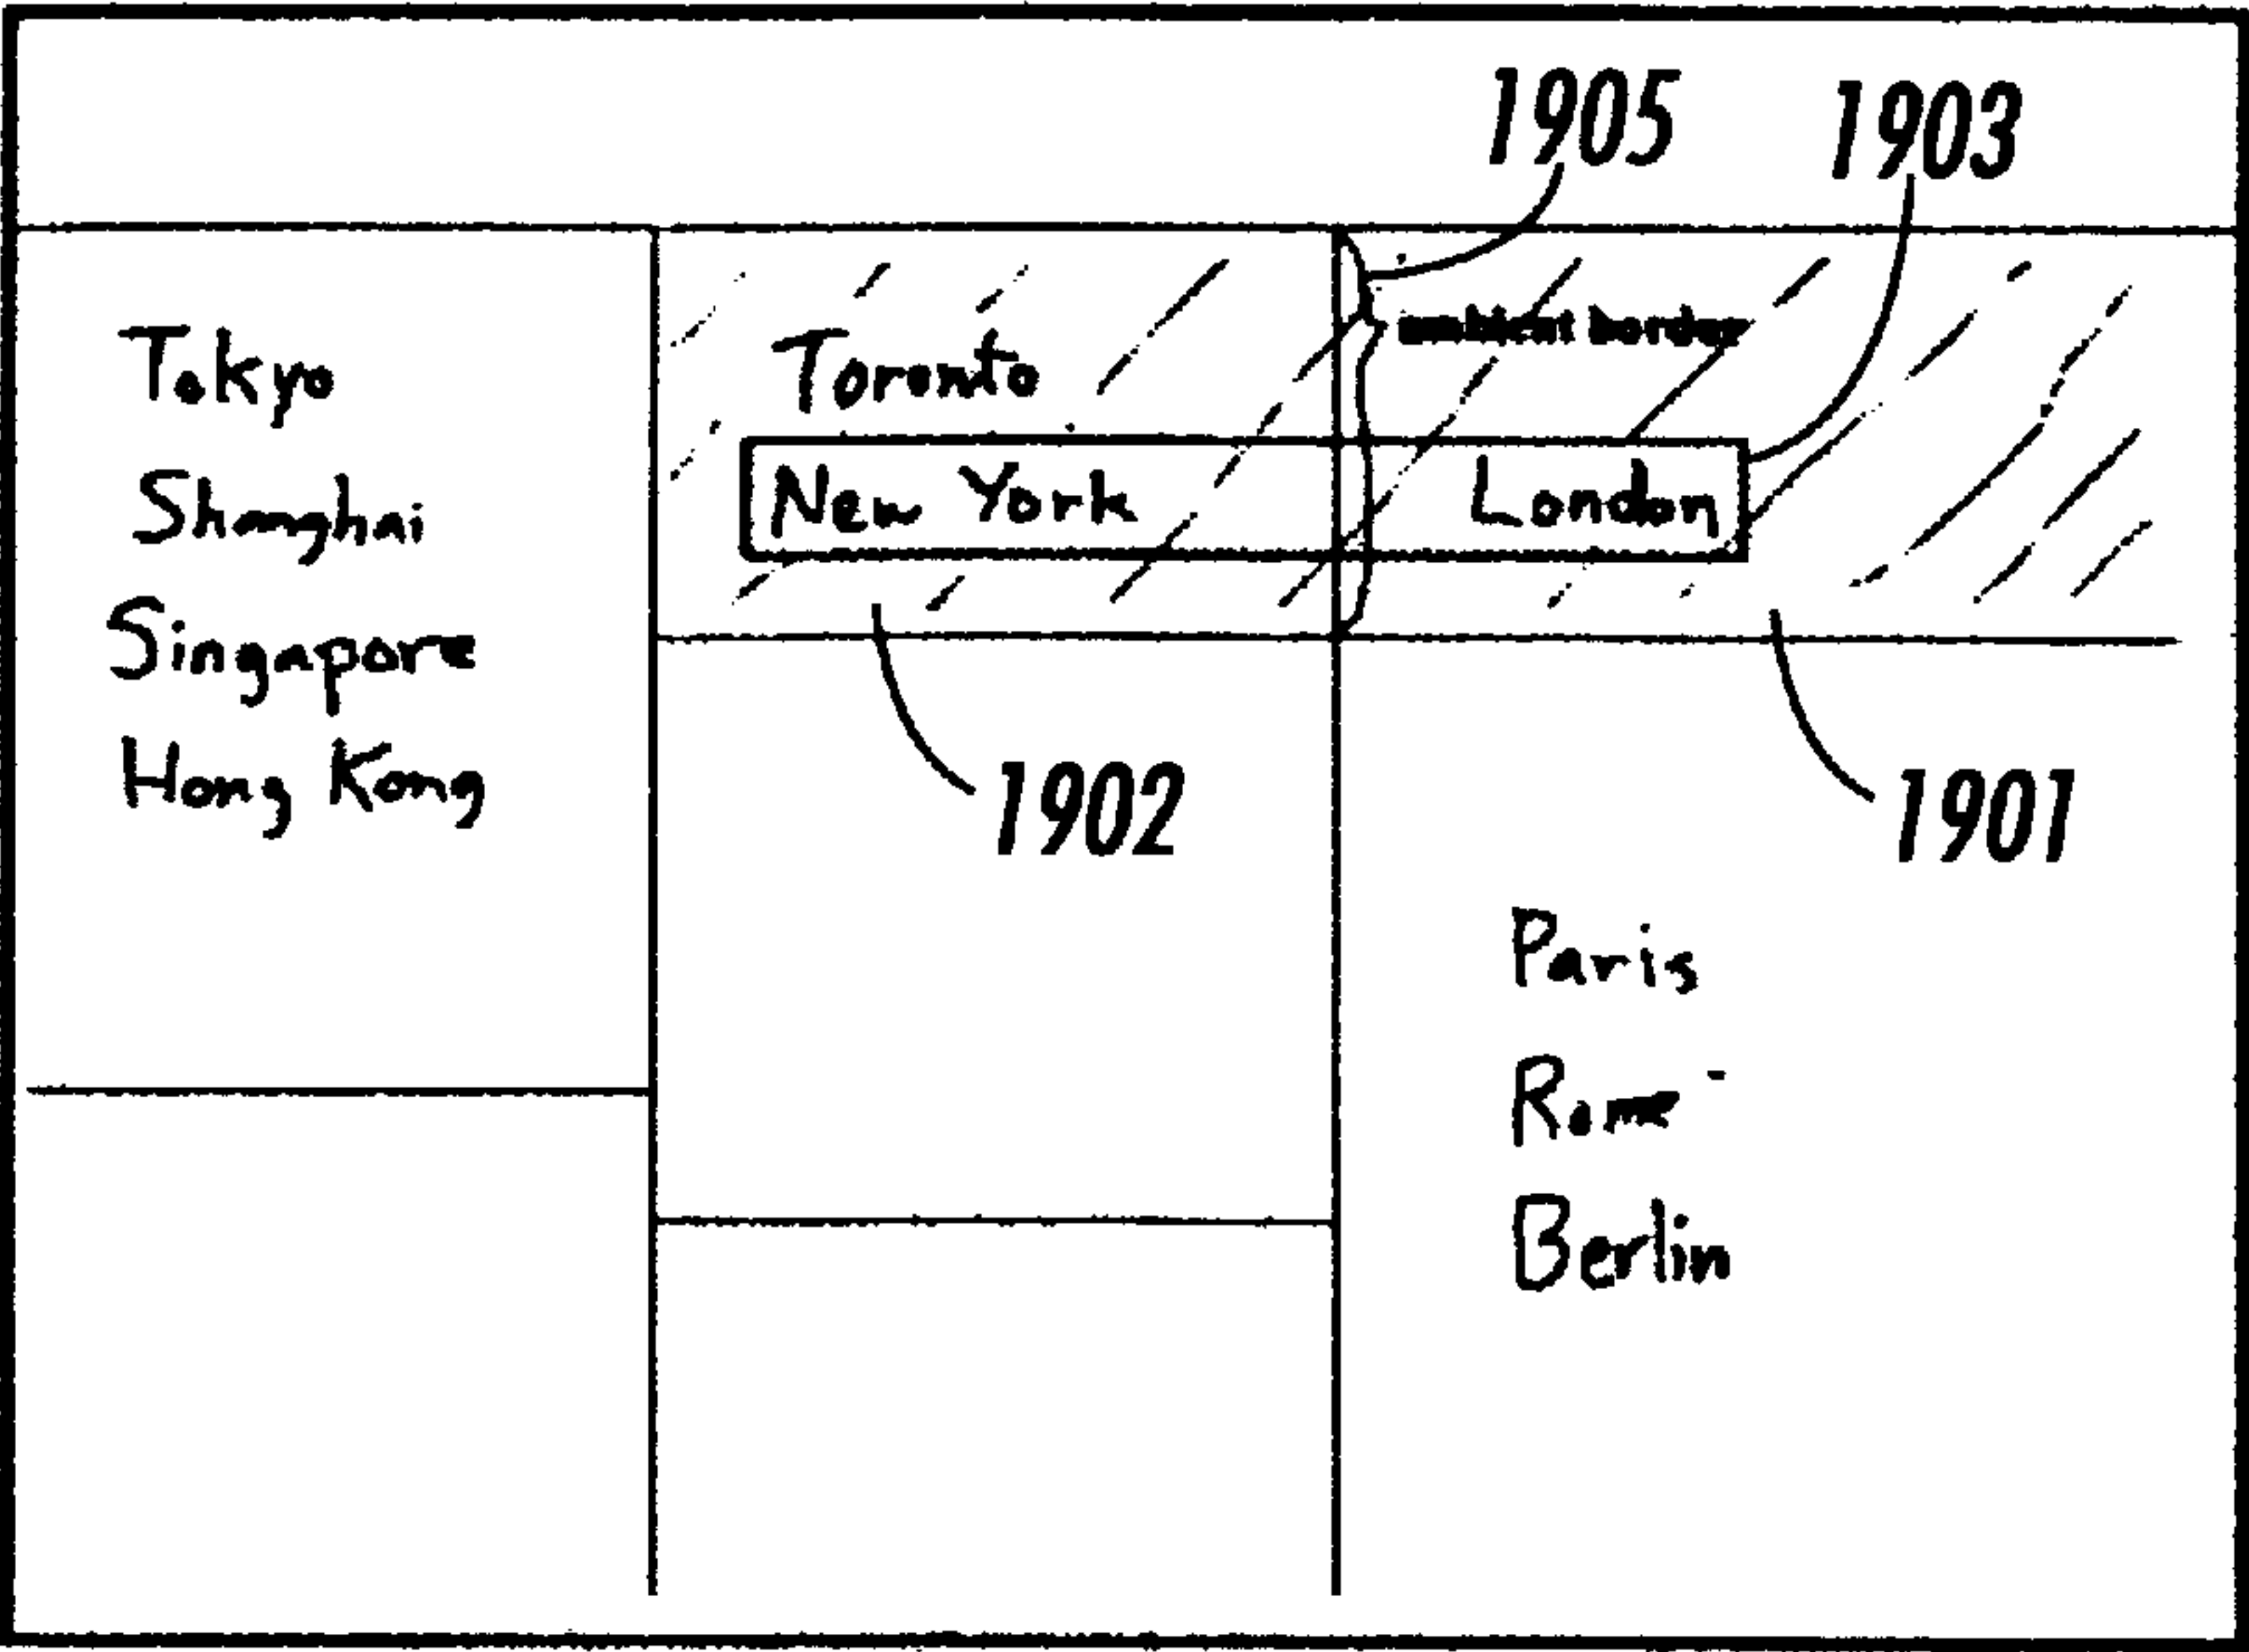 1905 1903
Tokyo
Toronto
ambient border
Shanghai
New York London
Singapore
Hong Kong
1902
1901
Paris
Rome
Berlin